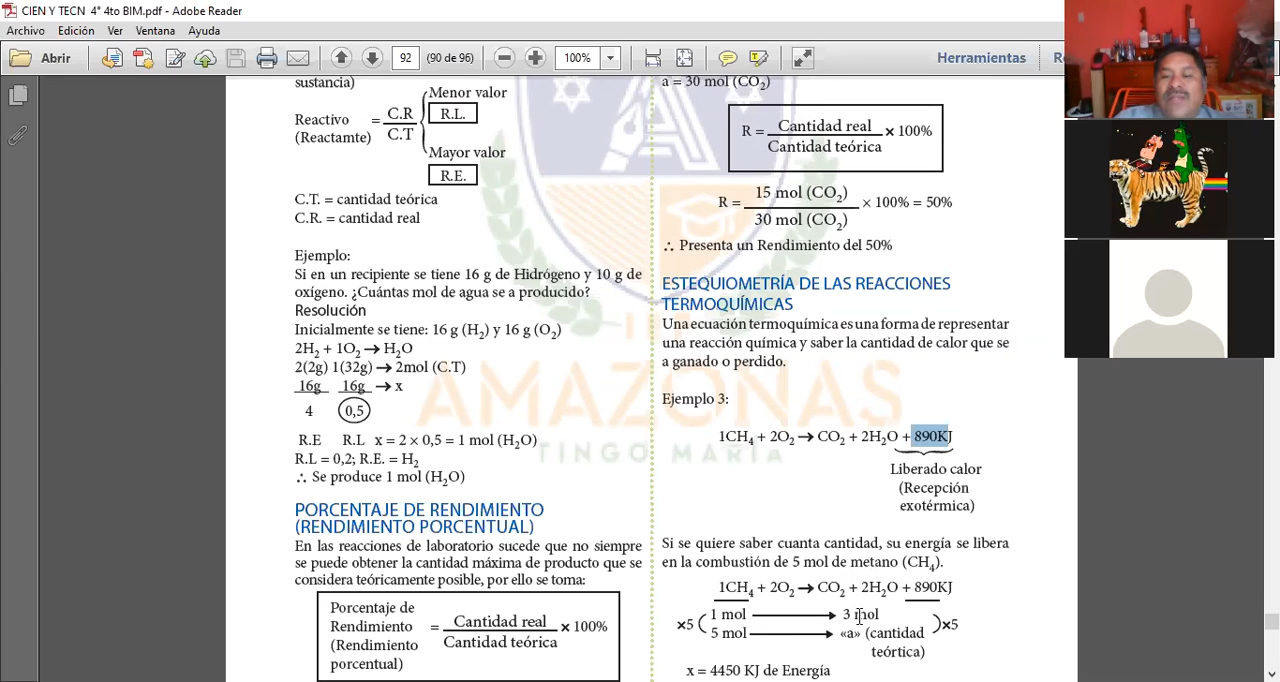 CIEN Y TECN 4° 4to BIM.pdf - Adobe Reader
Archivo Edición Ver Ventana Ayuda
Abrir 92 (90 de 96) 100% Herramientas
sustancia)
Reactivo = C.R Menor valor
(Reactamte) C.T R.L.
Mayor valor
R.E.
C.T. = cantidad teórica
C.R. = cantidad real
Ejemplo:
Si en un recipiente se tiene 16 g de Hidrógeno y 10 g de
oxígeno. ¿Cuántas mol de agua se a producido?
Resolución
Inicialmente se tiene: 16 g (H₂) y 16 g (O₂)
2H₂ + 1O₂ → H₂O
2(2g) 1(32g) → 2mol (C.T)
16g 16g → x
4 0,5
R.E R.L x = 2 × 0,5 = 1 mol (H₂O)
R.L = 0,2; R.E. = H₂
∴ Se produce 1 mol (H₂O)
PORCENTAJE DE RENDIMIENTO
(RENDIMIENTO PORCENTUAL)
En las reacciones de laboratorio sucede que no siempre
se puede obtener la cantidad máxima de producto que se
considera teóricamente posible, por ello se toma:
Porcentaje de
Rendimiento = Cantidad real × 100%
(Rendimiento Cantidad teórica
porcentual)
a = 30 mol (CO₂)
R = Cantidad real × 100%
Cantidad teórica
R = 15 mol (CO₂) × 100% = 50%
30 mol (CO₂)
∴ Presenta un Rendimiento del 50%
ESTEQUIOMETRÍA DE LAS REACCIONES
TERMOQUÍMICAS
Una ecuación termoquímica es una forma de representar
una reacción química y saber la cantidad de calor que se
a ganado o perdido.
Ejemplo 3:
1CH₄ + 2O₂ → CO₂ + 2H₂O + 890KJ
Liberado calor
(Recepción
exotérmica)
Si se quiere saber cuanta cantidad, su energía se libera
en la combustión de 5 mol de metano (CH₄).
1CH₄ + 2O₂ → CO₂ + 2H₂O + 890KJ
×5 ( 1 mol → 3 mol ) ×5
5 mol → «a» (cantidad
teórtica)
x = 4450 KJ de Energía
AMAZONAS
TINGO MARÍA